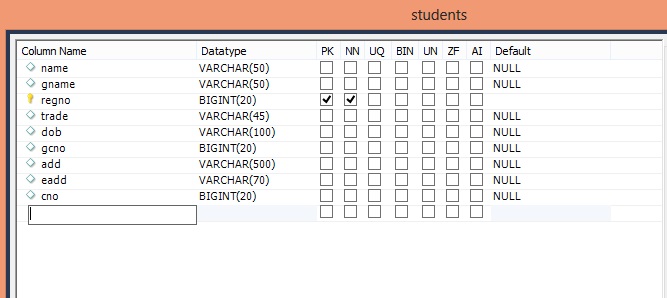 students
Column Name Datatype PK NN UQ BIN UN ZF AI Default
name VARCHAR(50) NULL
gname VARCHAR(50) NULL
regno BIGINT(20)
trade VARCHAR(45) NULL
dob VARCHAR(100) NULL
gcno BIGINT(20) NULL
add VARCHAR(500) NULL
eadd VARCHAR(70) NULL
cno BIGINT(20) NULL